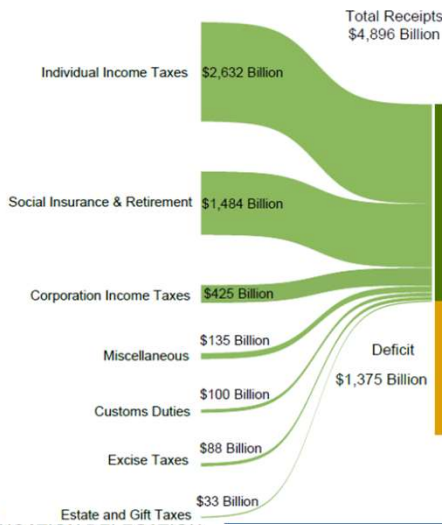 Total Receipts
$4,896 Billion
Individual Income Taxes
$2,632 Billion
Social Insurance & Retirement
$1,484 Billion
Corporation Income Taxes
$425 Billion
$135 Billion
Miscellaneous
Deficit
$1,375 Billion
$100 Billion
Customs Duties
$88 Billion
Excise Taxes
$33 Billion
Estate and Gift Taxes